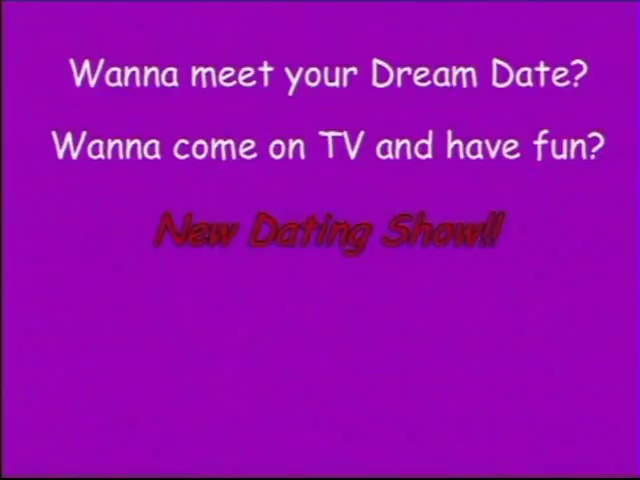 Wanna meet your Dream Date?
Wanna come on TV and have fun?
New Dating Show!!